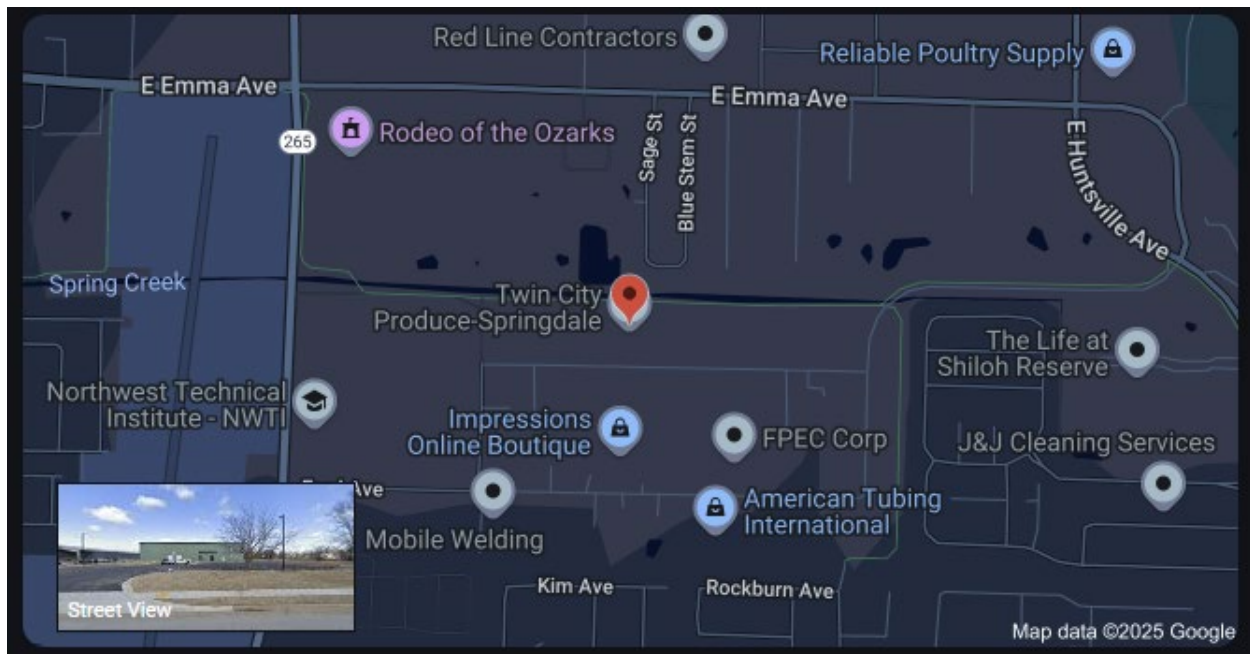 Red Line Contractors
Reliable Poultry Supply
E Emma Ave
E Emma Ave
265
Rodeo of the Ozarks
Sage St
Blue Stem St
E Huntsville Ave
Spring Creek
Twin City
Produce-Springdale
The Life at
Shiloh Reserve
Northwest Technical
Institute - NWTI
Impressions
Online Boutique
FPEC Corp
J&J Cleaning Services
Ave
American Tubing
International
Mobile Welding
Kim Ave
Rockburn Ave
Street View
Map data ©2025 Google